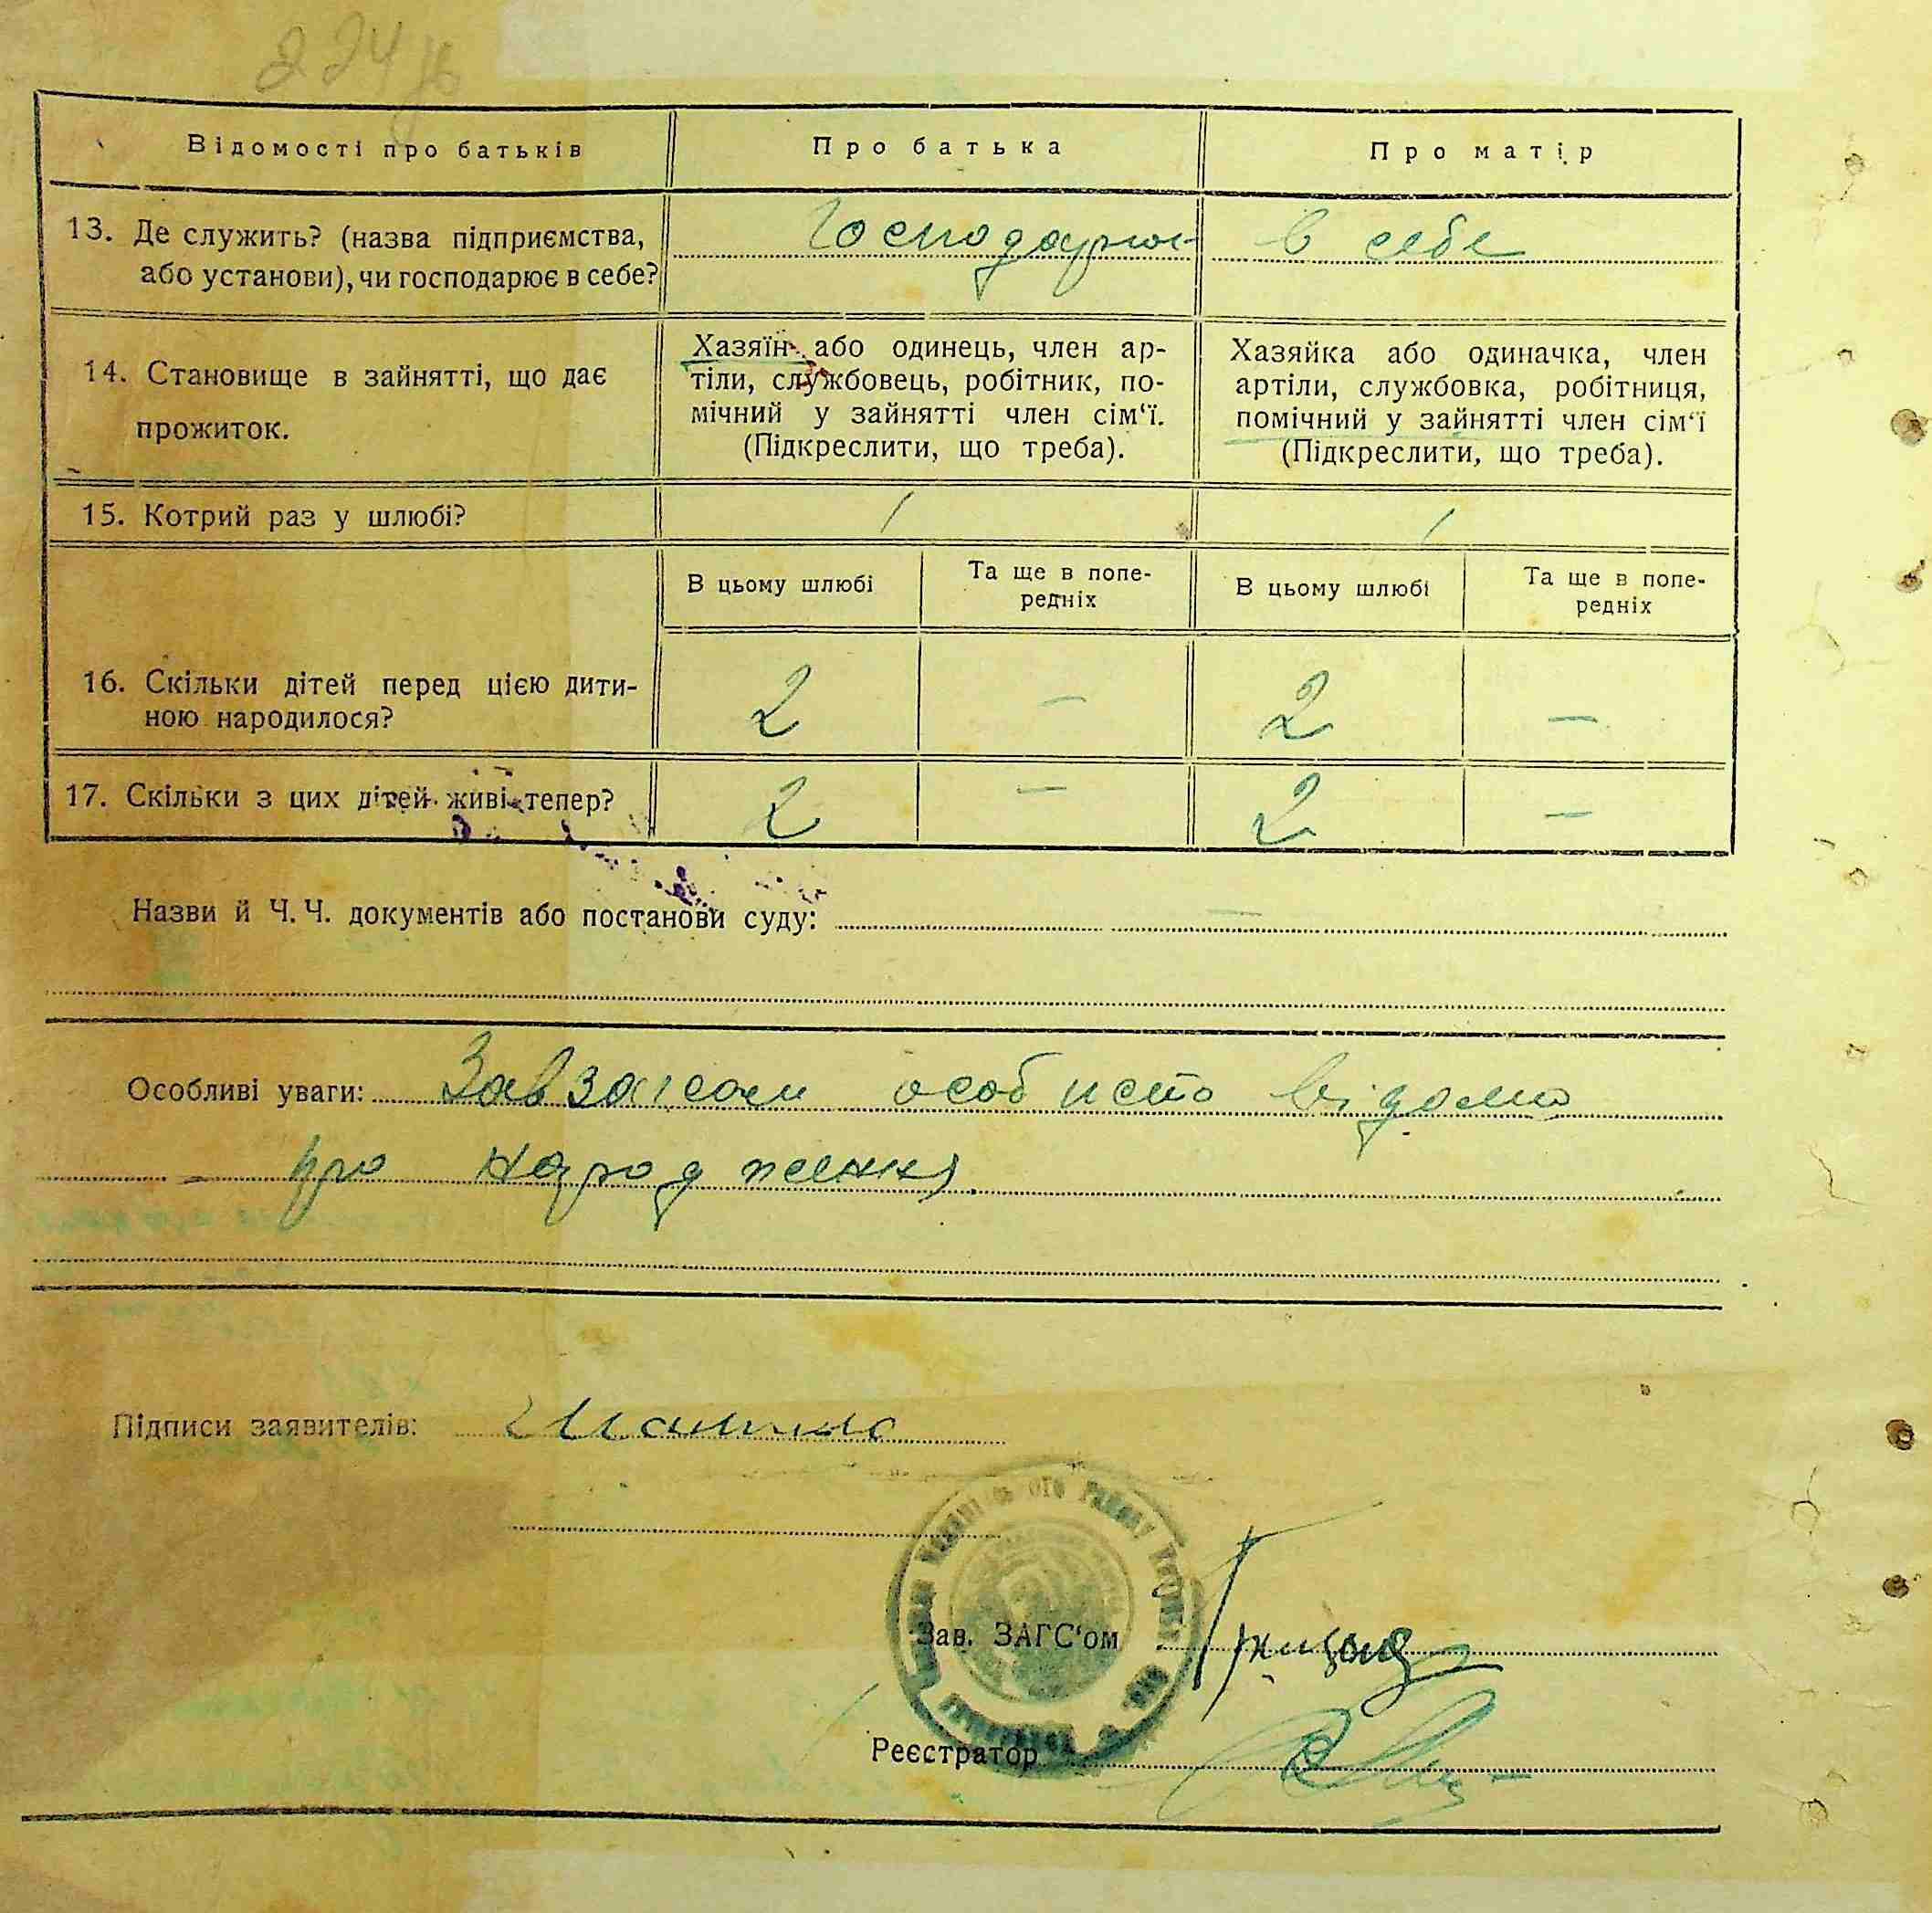 Відомості про батьків
Про батька
Про матір
13. Де служить? (назва підприємства,
або установи), чи господарює в себе?
Господарює в себе
14. Становище в зайнятті, що дає
прожиток.
Хазяїн або одинець, член ар-
тіли, службовець, робітник, по-
мічний у зайнятті член сім‘ї.
(Підкреслити, що треба).
Хазяйка або одиначка, член
артіли, службовка, робітниця,
помічний у зайнятті член сім‘ї
(Підкреслити, що треба).
15. Котрий раз у шлюбі?
1
1
В цьому шлюбі
Та ще в попе-
редніх
В цьому шлюбі
Та ще в попе-
редніх
16. Скільки дітей перед цією дити-
ною народилося?
2 – 2 –
17. Скільки з цих дітей живі тепер?
2 – 2 –
Назви й Ч. Ч. документів або постанови суду: –
Особливі уваги: Завзагсом особисто відомо
про народження
Підписи заявителів:
Зав. ЗАГС‘ом
Реєстратор